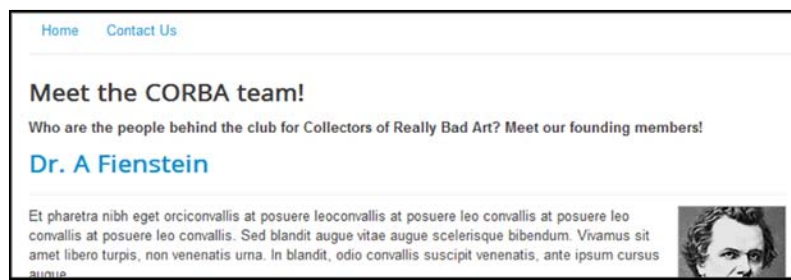 Home Contact Us
Meet the CORBA team!
Who are the people behind the club for Collectors of Really Bad Art? Meet our founding members!
Dr. A Fienstein
Et pharetra nibh eget orciconvallis at posuere leoconvallis at posuere leo convallis at posuere leo
convallis at posuere leo convallis. Sed blandit augue vitae augue scelerisque bibendum. Vivamus sit
amet libero turpis, non venenatis urna. In blandit, odio convallis suscipit venenatis, ante ipsum cursus
augue